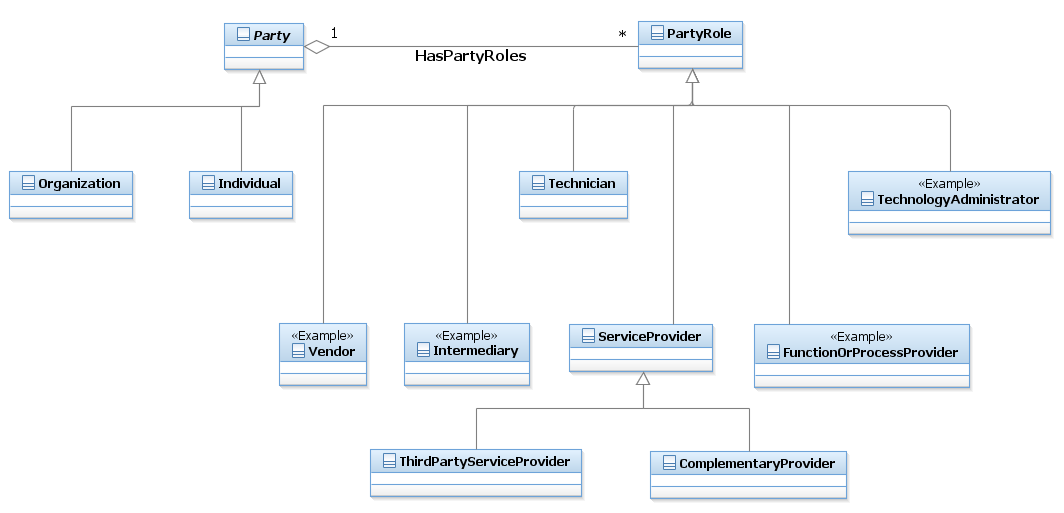 Party
1
*
PartyRole
HasPartyRoles
Organization
Individual
Technician
«Example»
TechnologyAdministrator
«Example»
Vendor
«Example»
Intermediary
ServiceProvider
«Example»
FunctionOrProcessProvider
ThirdPartyServiceProvider
ComplementaryProvider